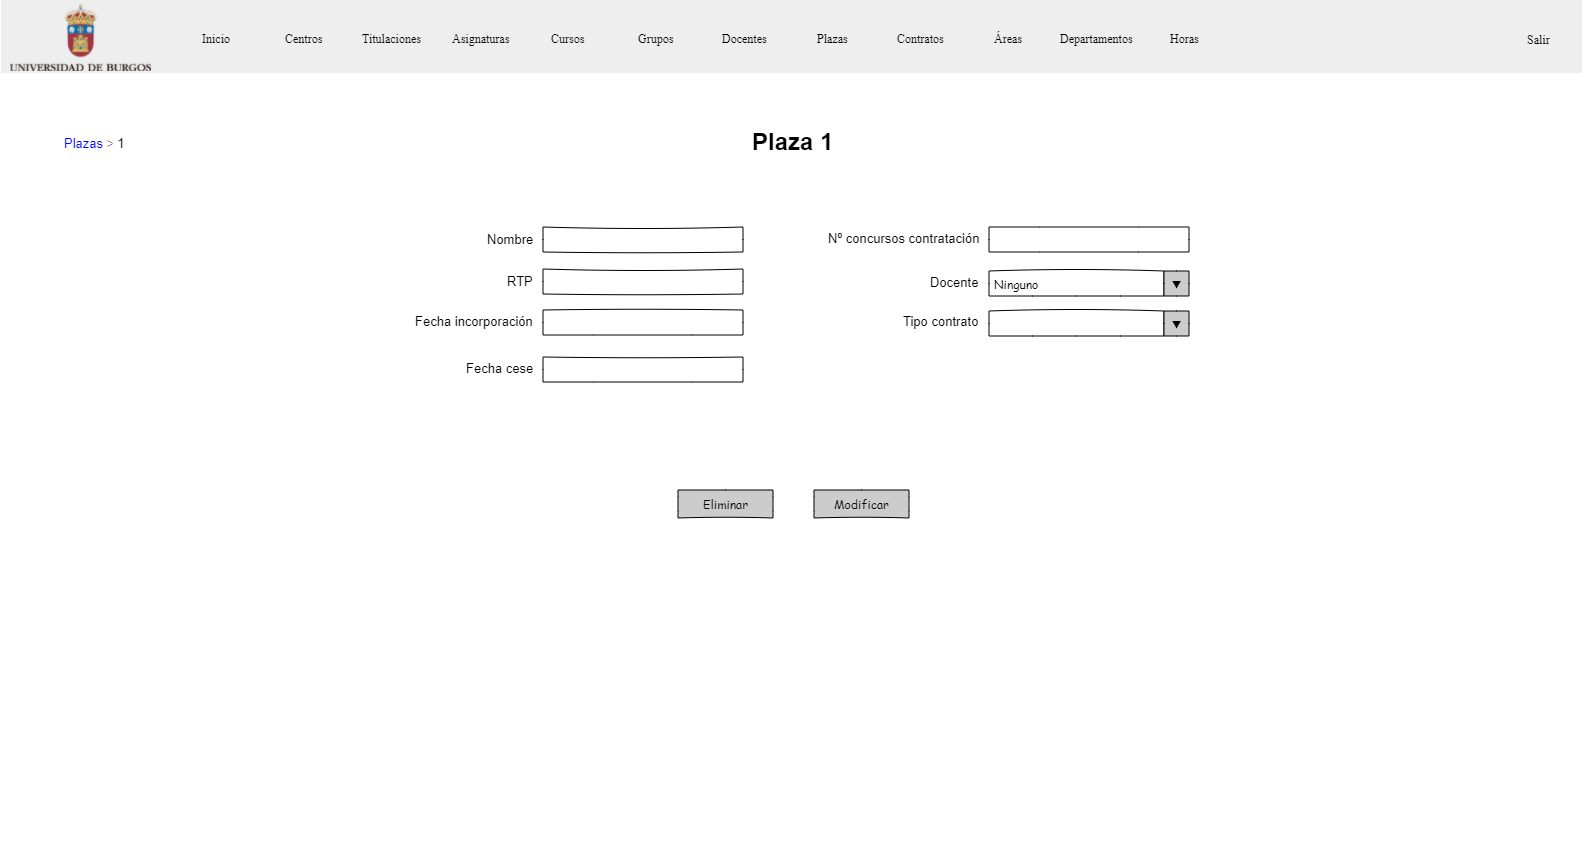 UNIVERSIDAD DE BURGOS
Inicio Centros Titulaciones Asignaturas Cursos Grupos Docentes Plazas Contratos Áreas Departamentos Horas Salir
Plazas > 1
Plaza 1
Nombre
RTP
Fecha incorporación
Fecha cese
Nº concursos contratación
Docente Ninguno
Tipo contrato
Eliminar Modificar